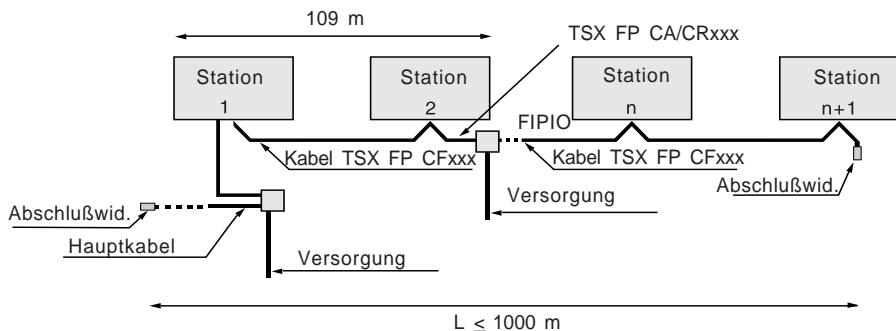 109 m
TSX FP CA/CRxxx
Station
1
Station
2
Station
n
Station
n+1
FIPIO
Kabel TSX FP CFxxx
Kabel TSX FP CFxxx
Abschlußwid.
Versorgung
Abschlußwid.
Hauptkabel
Versorgung
L ≤ 1000 m